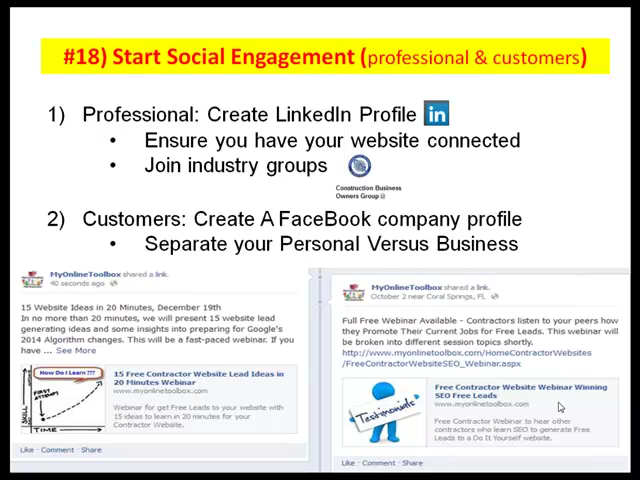 #18) Start Social Engagement (professional & customers)
1) Professional: Create LinkedIn Profile in
• Ensure you have your website connected
• Join industry groups
Construction Business
Owners Group @
2) Customers: Create A FaceBook company profile
• Separate your Personal Versus Business
MyOnlineToolbox shared a link.
40 seconds ago
15 Website Ideas in 20 Minutes, December 19th
In no more than 20 minutes, we will present 15 website lead
generating ideas and some insights into preparing for Google's
2014 Algorithm changes. This will be a fast-paced webinar. If you
have ... See More
How Do I Learn ???
FIRST
ATTEMPT
SKILL
TIME
15 Free Contractor Website Lead Ideas in
20 Minutes Webinar
www.myonlinetoolbox.com
Webinar for get Free Leads to your website with
15 ideas to learn in 20 minutes for your
Contractor Website.
Like · Comment · Share
MyOnlineToolbox shared a link.
October 2 near Coral Springs, FL
Full Free Webinar Available - Contractors listen to your peers how
they Promote Their Current Jobs for Free Leads. This webinar will
be broken into different session topics shortly.
http://www.myonlinetoolbox.com/HomeContractorWebsites
/FreeContractorWebsiteSEO_Webinar.aspx
Testimonials
Free Contractor Website Webinar Winning
SEO Free Leads
www.myonlinetoolbox.com
Free Contractor Webinar to hear other
contractors who learn SEO to generate Free
Leads to a Do It Yourself website.
Like · Comment · Share